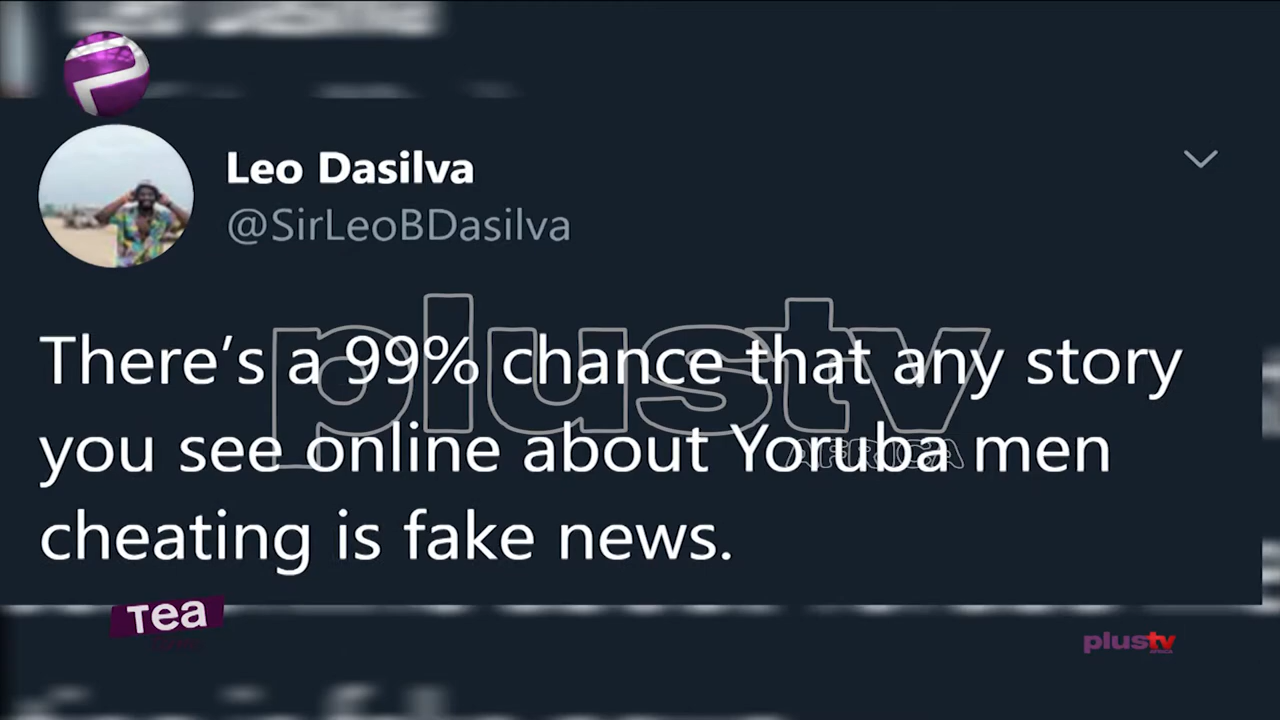 Leo Dasilva
@SirLeoBDasilva
There's a 99% chance that any story
you see online about Yoruba men
cheating is fake news.
plustv
AFRICA
Tea
plustv
AFRICA